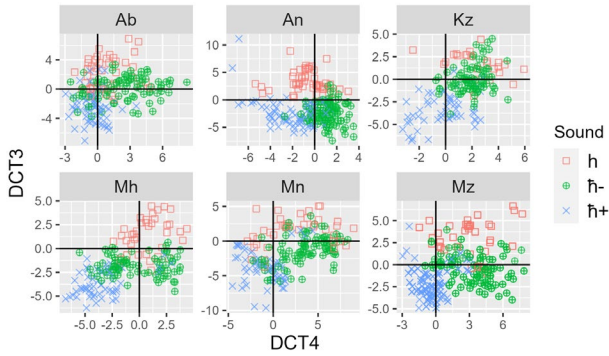 Ab An Kz
4 0 -4
-3 0 3 6
10 5 0 -5
-6 -4 -2 0 2 4
2.5 0.0 -2.5 -5.0
-2 0 2 4 6
Mh Mn Mz
5.0 2.5 0.0 -2.5 -5.0
-5.0 -2.5 0.0 2.5
5 0 -5 -10
-5 0 5
5.0 2.5 0.0 -2.5 -5.0
-3 0 3 6
DCT3
DCT4
Sound
h
ħ-
ħ+